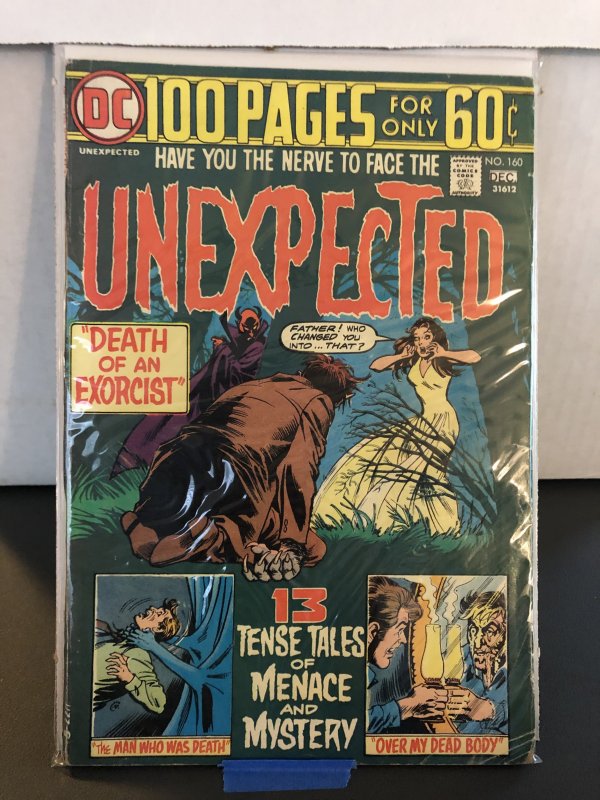 DC 100 PAGES FOR ONLY 60¢
UNEXPECTED
HAVE YOU THE NERVE TO FACE THE
APPROVED
BY THE
COMICS
CODE
AUTHORITY
NO. 160
DEC.
31612
UNEXPECTED
"DEATH
OF AN
EXORCIST"
FATHER! WHO
CHANGED YOU
INTO... THAT?
13
TENSE TALES
OF
MENACE
AND
MYSTERY
"THE MAN WHO WAS DEATH"
"OVER MY DEAD BODY"